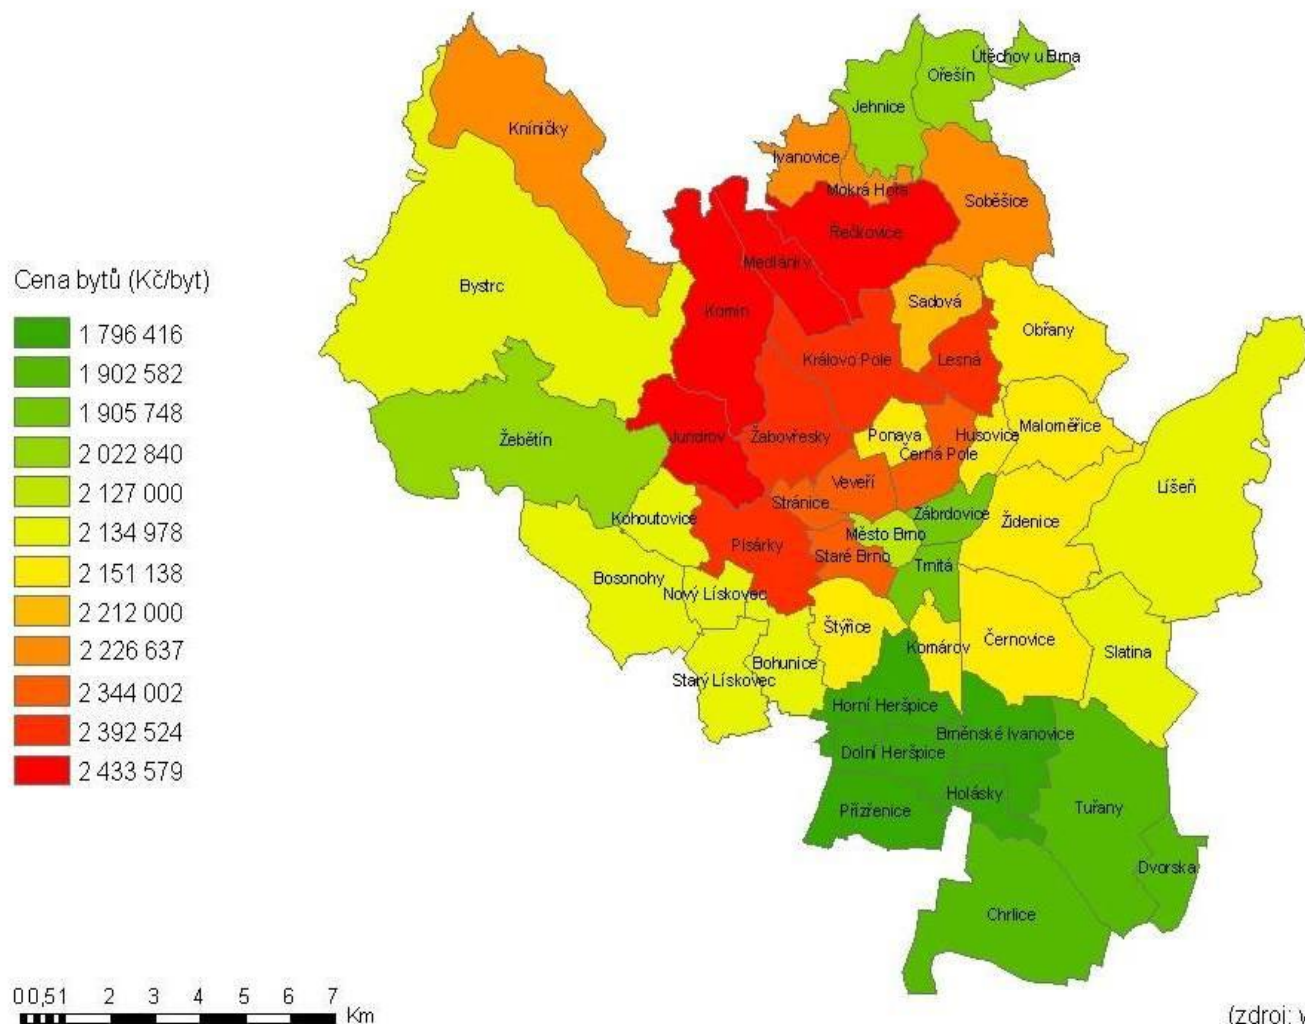 Útěchov u Brna
Ořešín
Jehnice
Kníničky
Ivanovice
Mokrá Hora
Soběšice
Řečkovice
Medlánky
Cena bytů (Kč/byt)
Bystrc
Sadová
Komín
Obřany
1 796 416
Královo Pole
Lesná
1 902 582
1 905 748
Maloměřice
Žebětín
Jundrov
Žabovřesky
Ponava
Husovice
2 022 840
Černá Pole
2 127 000
Veveří
Líšeň
2 134 978
Stránice
Kohoutovice
Zábrdovice
Židenice
Město Brno
Pisárky
Staré Brno
2 151 138
Trnitá
Bosonohy
Nový Lískovec
2 212 000
Štýřice
Komárov
Černovice
2 226 637
Bohunice
Slatina
Starý Lískovec
2 344 002
Horní Heršpice
Brněnské Ivanovice
2 392 524
Dolní Heršpice
2 433 579
Holásky
Přízřenice
Tuřany
Dvorska
Chrlice
0 0,5 1 2 3 4 5 6 7
Km
(zdroj: v